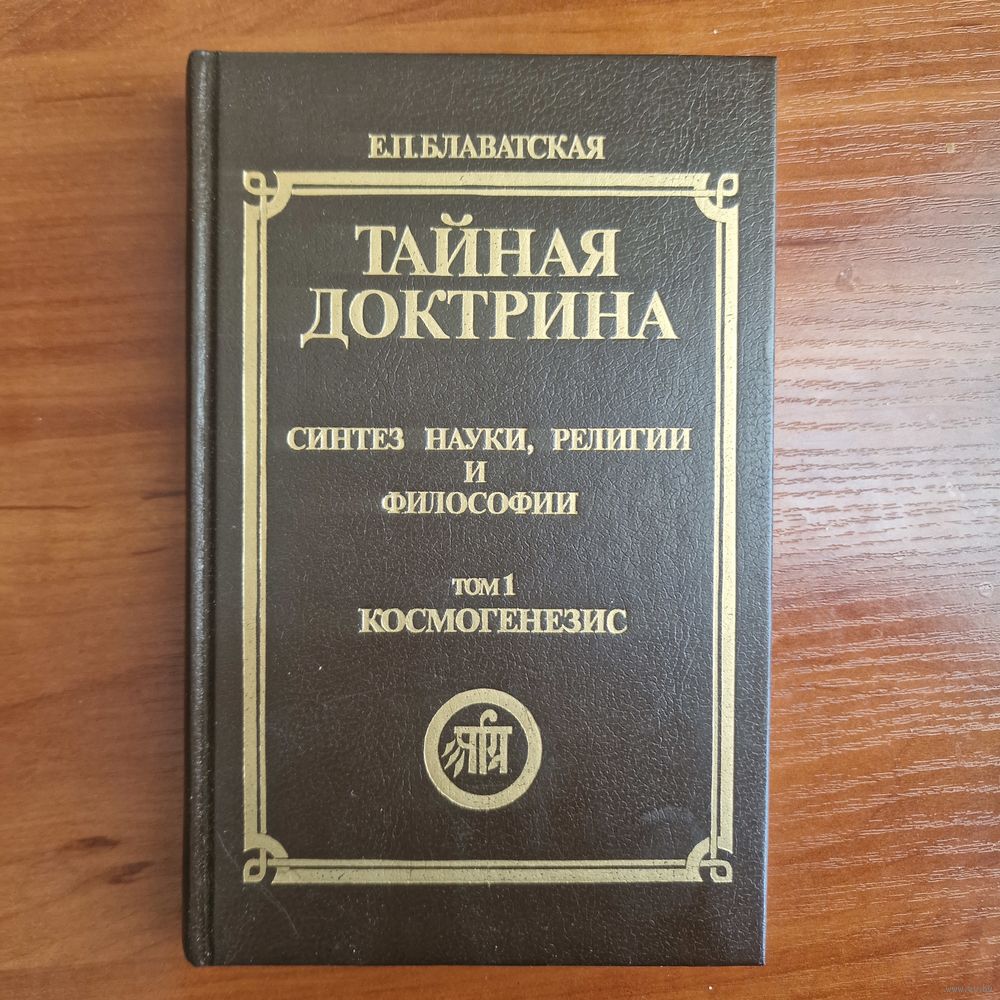 Е.П.БЛАВАТСКАЯ
ТАЙНАЯ
ДОКТРИНА
СИНТЕЗ НАУКИ, РЕЛИГИИ
И
ФИЛОСОФИИ
ТОМ 1
КОСМОГЕНЕЗИС